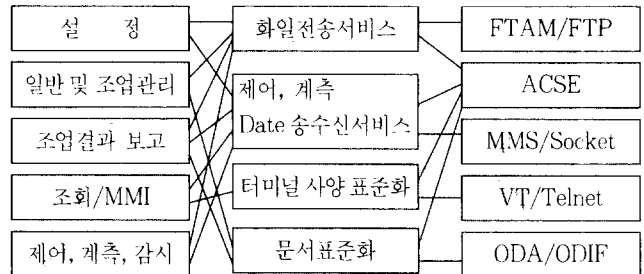 설 정
일반 및 조업관리
조업결과 보고
조회/MMI
제어, 계측, 감시
화일전송서비스
제어, 계측
Date 송수신서비스
터미널 사양 표준화
문서표준화
FTAM/FTP
ACSE
MMS/Socket
VT/Telnet
ODA/ODIF